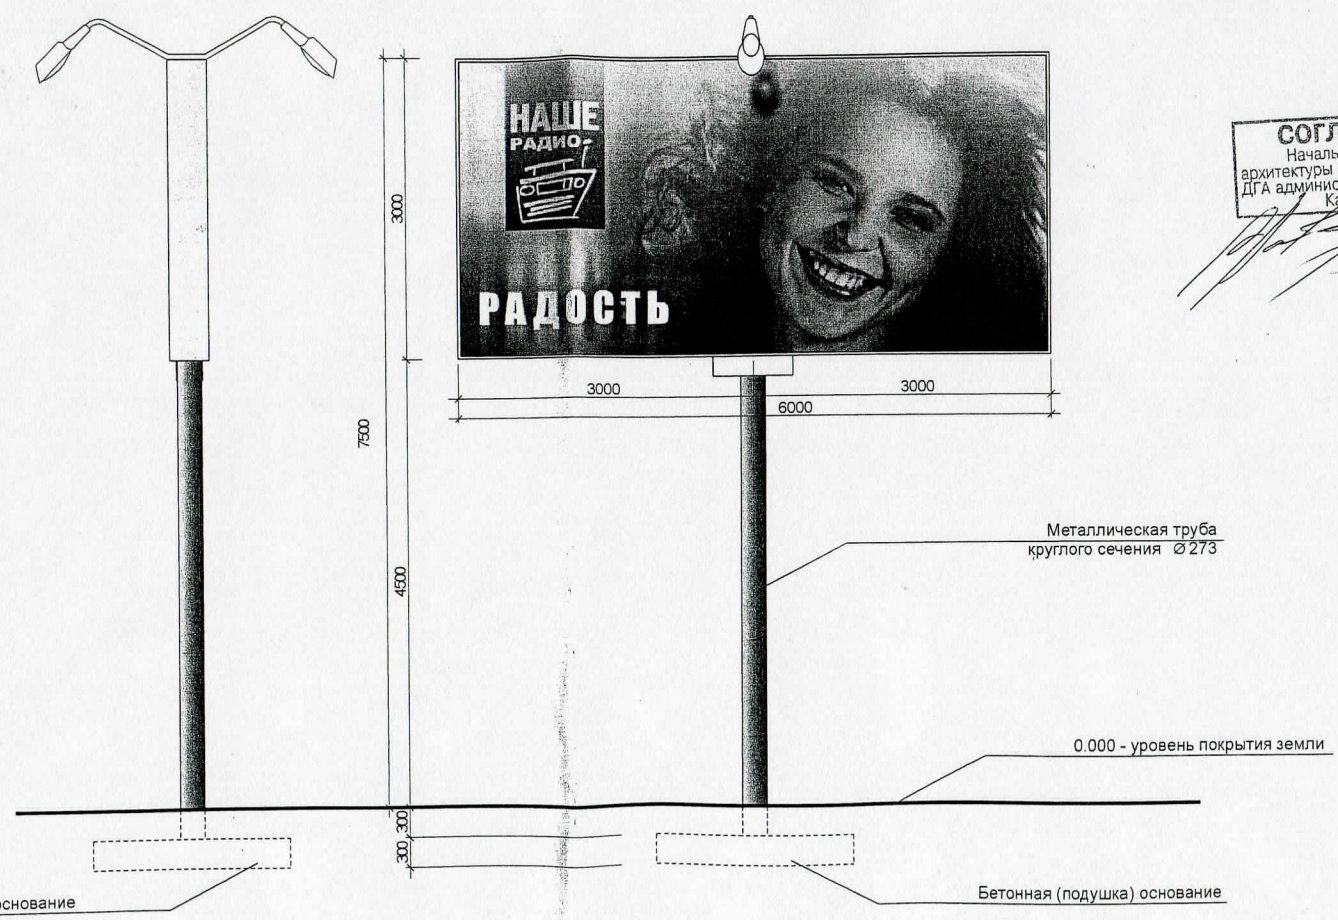 НАШЕ
РАДИО
РАДОСТЬ
СОГЛ
Началь
архитектуры
ДГА админис
Ка
3000
7500
4500
300
300
3000
3000
6000
Металлическая труба
круглого сечения Ø 273
0.000 - уровень покрытия земли
Бетонная (подушка) основание
основание